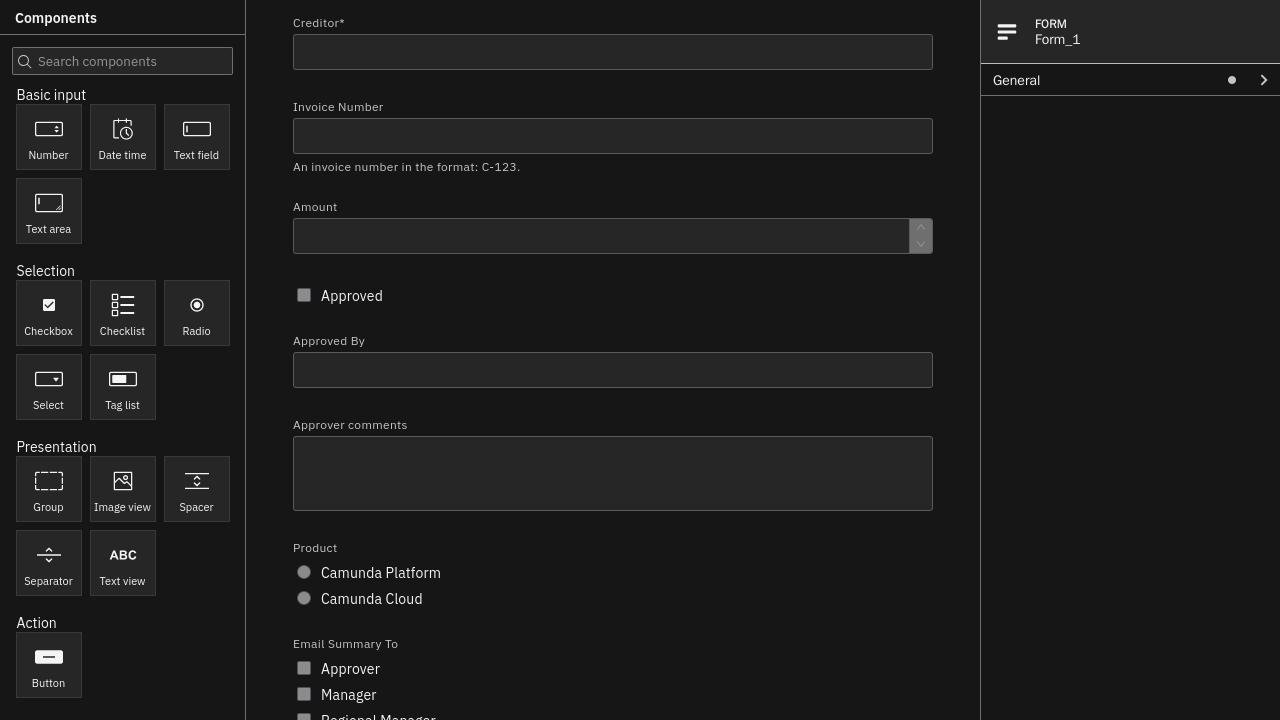 Components
Search components
Basic input
Number
Date time
Text field
Text area
Selection
Checkbox
Checklist
Radio
Select
Tag list
Presentation
Group
Image view
Spacer
Separator
ABC
Text view
Action
Button
Creditor*
Invoice Number
An invoice number in the format: C-123.
Amount
Approved
Approved By
Approver comments
Product
Camunda Platform
Camunda Cloud
Email Summary To
Approver
Manager
Regional Manager
FORM
Form_1
General